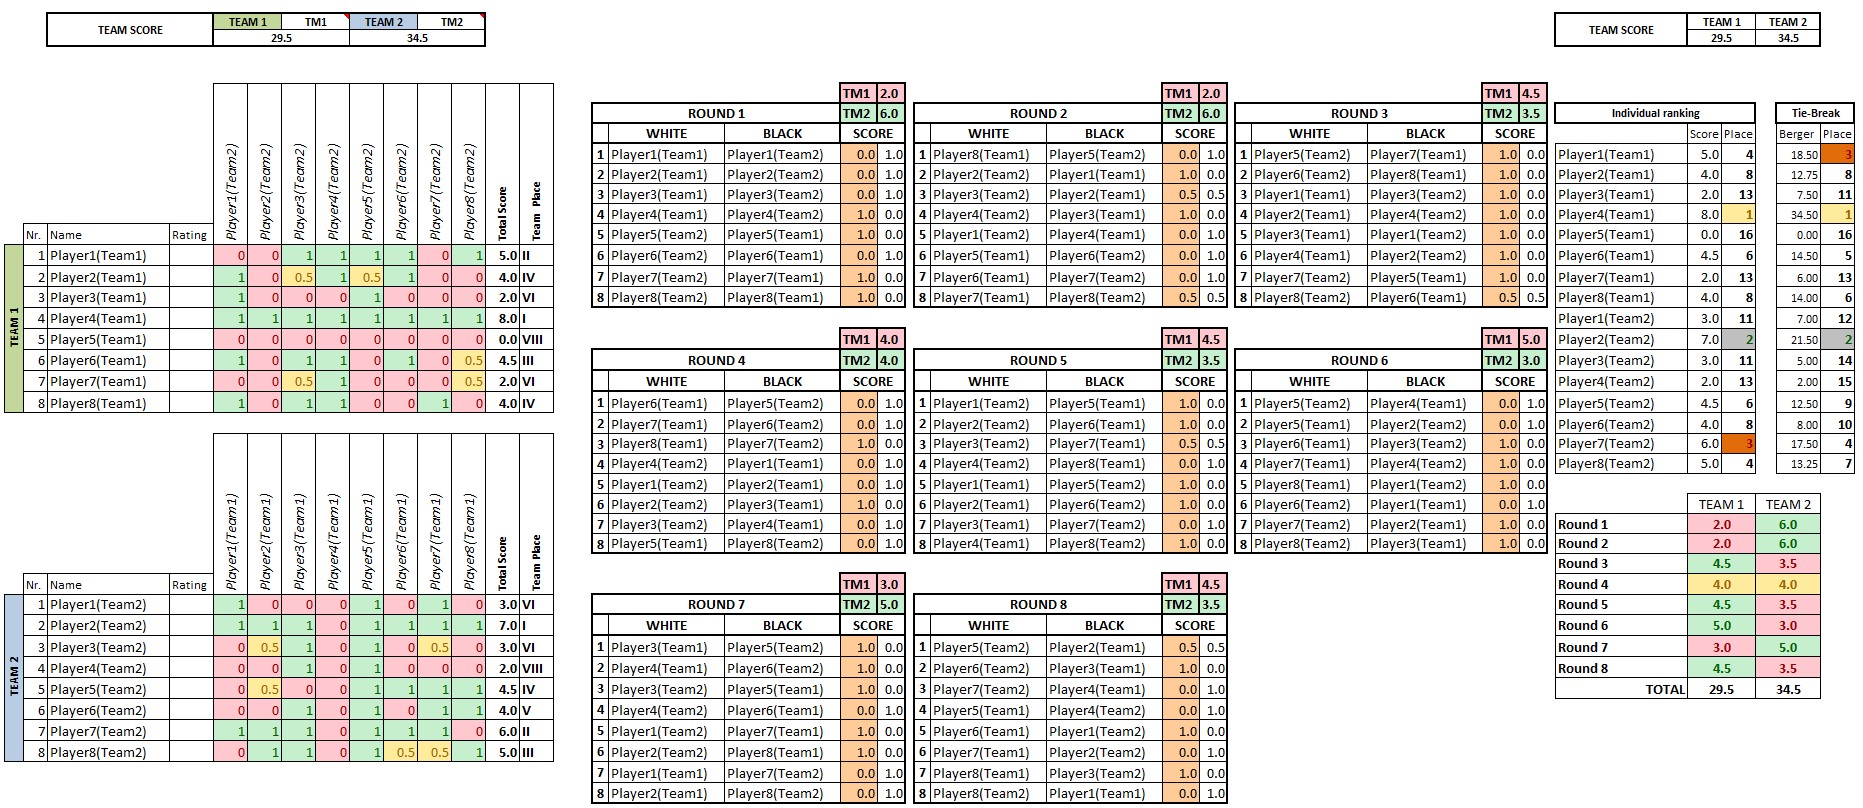 TEAM SCORE TEAM 1 TM1 TEAM 2 TM2
29.5 34.5
Player1(Team2) Player2(Team2) Player3(Team2) Player4(Team2) Player5(Team2) Player6(Team2) Player7(Team2) Player8(Team2) Total Score Team Place
Nr. Name Rating
TEAM 1
1 Player1(Team1) 0 0 1 1 1 1 0 1 5.0 II
2 Player2(Team1) 1 0 0.5 1 0.5 1 0 0 4.0 IV
3 Player3(Team1) 1 0 0 0 1 0 0 0 2.0 VI
4 Player4(Team1) 1 1 1 1 1 1 1 1 8.0 I
5 Player5(Team1) 0 0 0 0 0 0 0 0 0.0 VIII
6 Player6(Team1) 1 0 1 1 0 1 0 0.5 4.5 III
7 Player7(Team1) 0 0 0.5 1 0 0 0 0.5 2.0 VI
8 Player8(Team1) 1 0 1 1 0 0 1 0 4.0 IV
Player1(Team1) Player2(Team1) Player3(Team1) Player4(Team1) Player5(Team1) Player6(Team1) Player7(Team1) Player8(Team1) Total Score Team Place
Nr. Name Rating
TEAM 2
1 Player1(Team2) 1 0 0 0 1 0 1 0 3.0 VI
2 Player2(Team2) 1 1 1 0 1 1 1 1 7.0 I
3 Player3(Team2) 0 0.5 1 0 1 0 0.5 0 3.0 VI
4 Player4(Team2) 0 0 1 0 1 0 0 0 2.0 VIII
5 Player5(Team2) 0 0.5 0 0 1 1 1 1 4.5 IV
6 Player6(Team2) 0 0 1 0 1 0 1 1 4.0 V
7 Player7(Team2) 1 1 1 0 1 1 1 0 6.0 II
8 Player8(Team2) 0 1 1 0 1 0.5 0.5 1 5.0 III
TM1 2.0
ROUND 1 TM2 6.0
WHITE BLACK SCORE
1 Player1(Team1) Player1(Team2) 0.0 1.0
2 Player2(Team1) Player2(Team2) 0.0 1.0
3 Player3(Team1) Player3(Team2) 0.0 1.0
4 Player4(Team1) Player4(Team2) 1.0 0.0
5 Player5(Team2) Player5(Team1) 1.0 0.0
6 Player6(Team2) Player6(Team1) 0.0 1.0
7 Player7(Team2) Player7(Team1) 1.0 0.0
8 Player8(Team2) Player8(Team1) 1.0 0.0
TM1 2.0
ROUND 2 TM2 6.0
WHITE BLACK SCORE
1 Player8(Team1) Player5(Team2) 0.0 1.0
2 Player2(Team2) Player1(Team1) 1.0 0.0
3 Player3(Team2) Player2(Team1) 0.5 0.5
4 Player4(Team2) Player3(Team1) 1.0 0.0
5 Player1(Team2) Player4(Team1) 0.0 1.0
6 Player5(Team1) Player6(Team2) 0.0 1.0
7 Player6(Team1) Player7(Team2) 0.0 1.0
8 Player7(Team1) Player8(Team2) 0.5 0.5
TM1 4.5
ROUND 3 TM2 3.5
WHITE BLACK SCORE
1 Player5(Team2) Player7(Team1) 1.0 0.0
2 Player6(Team2) Player8(Team1) 1.0 0.0
3 Player1(Team1) Player3(Team2) 1.0 0.0
4 Player2(Team1) Player4(Team2) 1.0 0.0
5 Player3(Team1) Player1(Team2) 1.0 0.0
6 Player4(Team1) Player2(Team2) 1.0 0.0
7 Player7(Team2) Player5(Team1) 1.0 0.0
8 Player8(Team2) Player6(Team1) 0.5 0.5
TM1 4.0
ROUND 4 TM2 4.0
WHITE BLACK SCORE
1 Player6(Team1) Player5(Team2) 0.0 1.0
2 Player7(Team1) Player6(Team2) 0.0 1.0
3 Player8(Team1) Player7(Team2) 1.0 0.0
4 Player4(Team2) Player1(Team1) 0.0 1.0
5 Player1(Team2) Player2(Team1) 0.0 1.0
6 Player2(Team2) Player3(Team1) 1.0 0.0
7 Player3(Team2) Player4(Team1) 0.0 1.0
8 Player5(Team1) Player8(Team2) 0.0 1.0
TM1 4.5
ROUND 5 TM2 3.5
WHITE BLACK SCORE
1 Player1(Team2) Player5(Team1) 1.0 0.0
2 Player2(Team2) Player6(Team1) 1.0 0.0
3 Player3(Team2) Player7(Team1) 0.5 0.5
4 Player4(Team2) Player8(Team1) 0.0 1.0
5 Player1(Team1) Player5(Team2) 1.0 0.0
6 Player2(Team1) Player6(Team2) 1.0 0.0
7 Player3(Team1) Player7(Team2) 0.0 1.0
8 Player4(Team1) Player8(Team2) 1.0 0.0
TM1 5.0
ROUND 6 TM2 3.0
WHITE BLACK SCORE
1 Player5(Team2) Player4(Team1) 0.0 1.0
2 Player5(Team1) Player2(Team2) 0.0 1.0
3 Player6(Team1) Player3(Team2) 1.0 0.0
4 Player7(Team1) Player4(Team2) 1.0 0.0
5 Player8(Team1) Player1(Team2) 1.0 0.0
6 Player6(Team2) Player1(Team1) 0.0 1.0
7 Player7(Team2) Player2(Team1) 1.0 0.0
8 Player8(Team2) Player3(Team1) 1.0 0.0
TM1 3.0
ROUND 7 TM2 5.0
WHITE BLACK SCORE
1 Player3(Team1) Player5(Team2) 1.0 0.0
2 Player4(Team1) Player6(Team2) 1.0 0.0
3 Player3(Team2) Player5(Team1) 1.0 0.0
4 Player4(Team2) Player6(Team1) 0.0 1.0
5 Player1(Team2) Player7(Team1) 1.0 0.0
6 Player2(Team2) Player8(Team1) 1.0 0.0
7 Player1(Team1) Player7(Team2) 0.0 1.0
8 Player2(Team1) Player8(Team2) 0.0 1.0
TM1 4.5
ROUND 8 TM2 3.5
WHITE BLACK SCORE
1 Player5(Team2) Player2(Team1) 0.5 0.5
2 Player6(Team2) Player3(Team1) 1.0 0.0
3 Player7(Team2) Player4(Team1) 0.0 1.0
4 Player5(Team1) Player4(Team2) 0.0 1.0
5 Player6(Team1) Player1(Team2) 1.0 0.0
6 Player7(Team1) Player2(Team2) 0.0 1.0
7 Player8(Team1) Player3(Team2) 1.0 0.0
8 Player8(Team2) Player1(Team1) 0.0 1.0
TEAM SCORE TEAM 1 TEAM 2
29.5 34.5
Individual ranking Tie-Break
Score Place Berger Place
Player1(Team1) 5.0 4 18.50 3
Player2(Team1) 4.0 8 12.75 8
Player3(Team1) 2.0 13 7.50 11
Player4(Team1) 8.0 1 34.50 1
Player5(Team1) 0.0 16 0.00 16
Player6(Team1) 4.5 6 14.50 5
Player7(Team1) 2.0 13 6.00 13
Player8(Team1) 4.0 8 14.00 6
Player1(Team2) 3.0 11 7.00 12
Player2(Team2) 7.0 2 21.50 2
Player3(Team2) 3.0 11 5.00 14
Player4(Team2) 2.0 13 2.00 15
Player5(Team2) 4.5 6 12.50 9
Player6(Team2) 4.0 8 8.00 10
Player7(Team2) 6.0 3 17.50 4
Player8(Team2) 5.0 4 13.25 7
TEAM 1 TEAM 2
Round 1 2.0 6.0
Round 2 2.0 6.0
Round 3 4.5 3.5
Round 4 4.0 4.0
Round 5 4.5 3.5
Round 6 5.0 3.0
Round 7 3.0 5.0
Round 8 4.5 3.5
TOTAL 29.5 34.5